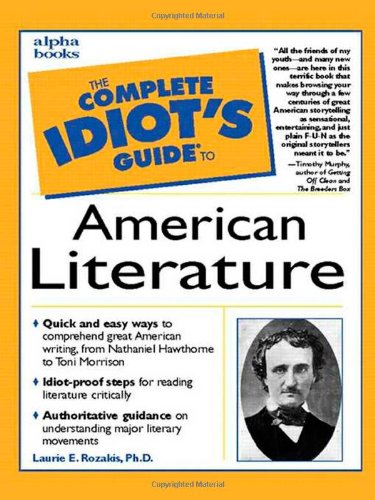 alpha
books
THE
COMPLETE
IDIOT'S
GUIDE® TO
"All the friends of my
youth—and many new
ones—are here in this
terrific book that
makes browsing your
way through a few
centuries of great
American storytelling
as sensational,
entertaining, and just
plain F-U-N as the
original storytellers
meant it to be."
—Timothy Murphy,
author of Getting
Off Clean and
The Breeders Box
American
Literature
♦ Quick and easy ways to
comprehend great American
writing, from Nathaniel Hawthorne
to Toni Morrison
♦ Idiot-proof steps for reading
literature critically
♦ Authoritative guidance on
understanding major literary
movements
Laurie E. Rozakis, Ph.D.
Copyrighted Material